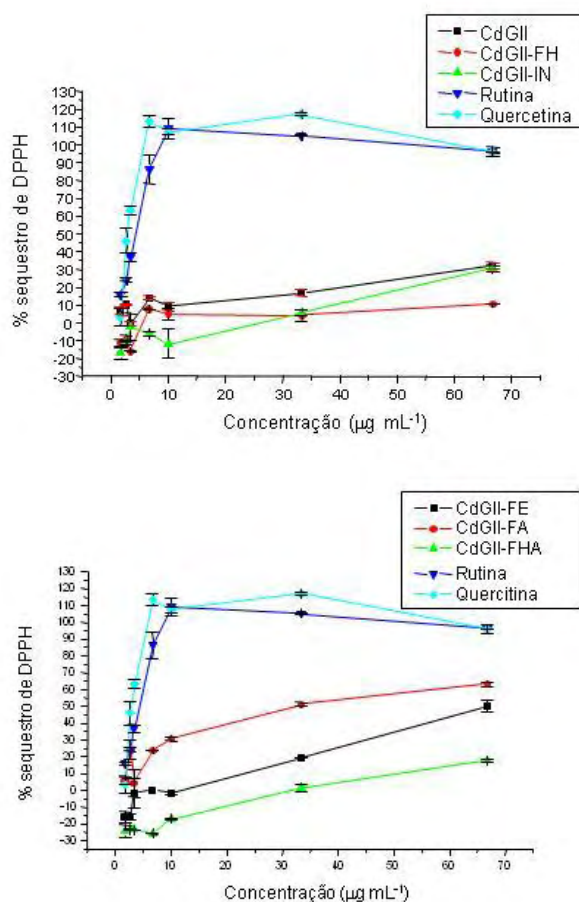 CdGII
CdGII-FH
CdGII-IN
Rutina
Quercetina
% sequestro de DPPH
130
120
110
100
90
80
70
60
50
40
30
20
10
0
-10
-20
-30
0 10 20 30 40 50 60 70
Concentração (µg mL-1)
CdGII-FE
CdGII-FA
CdGII-FHA
Rutina
Quercitina
% sequestro de DPPH
130
120
110
100
90
80
70
60
50
40
30
20
10
0
-10
-20
-30
0 10 20 30 40 50 60 70
Concentração (µg mL-1)